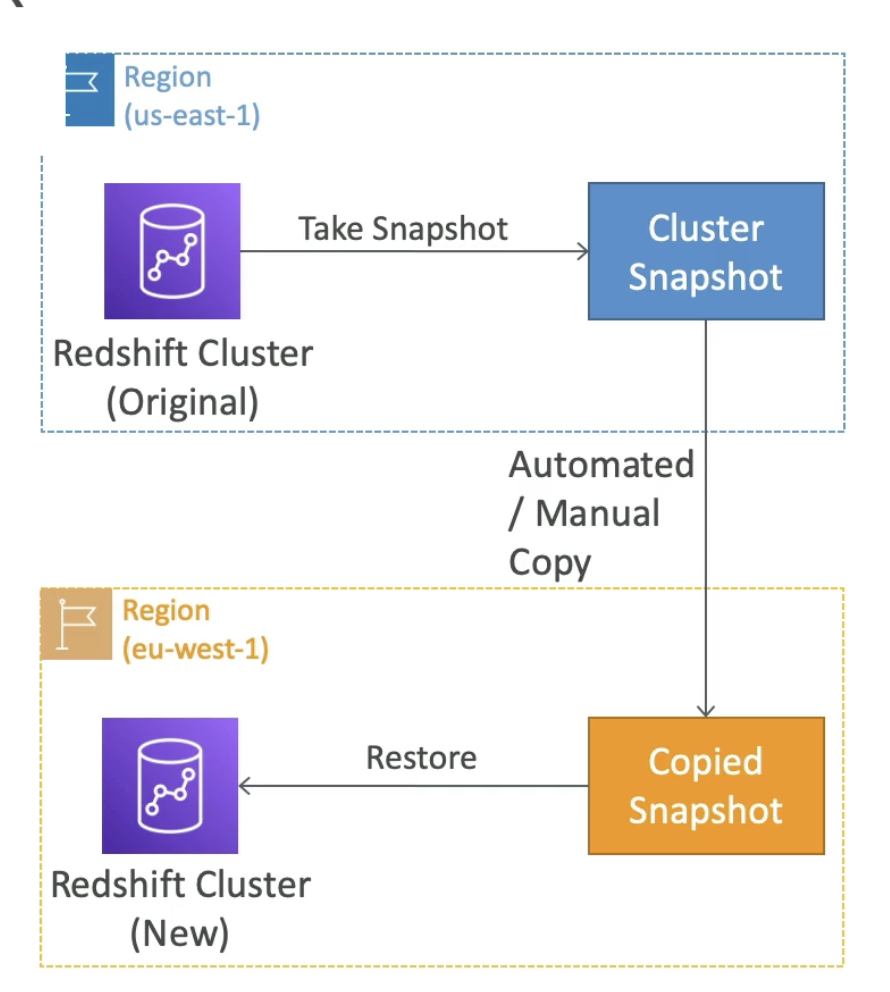 Region
(us-east-1)
Take Snapshot
Cluster
Snapshot
Redshift Cluster
(Original)
Automated
/ Manual
Copy
Region
(eu-west-1)
Restore
Copied
Snapshot
Redshift Cluster
(New)